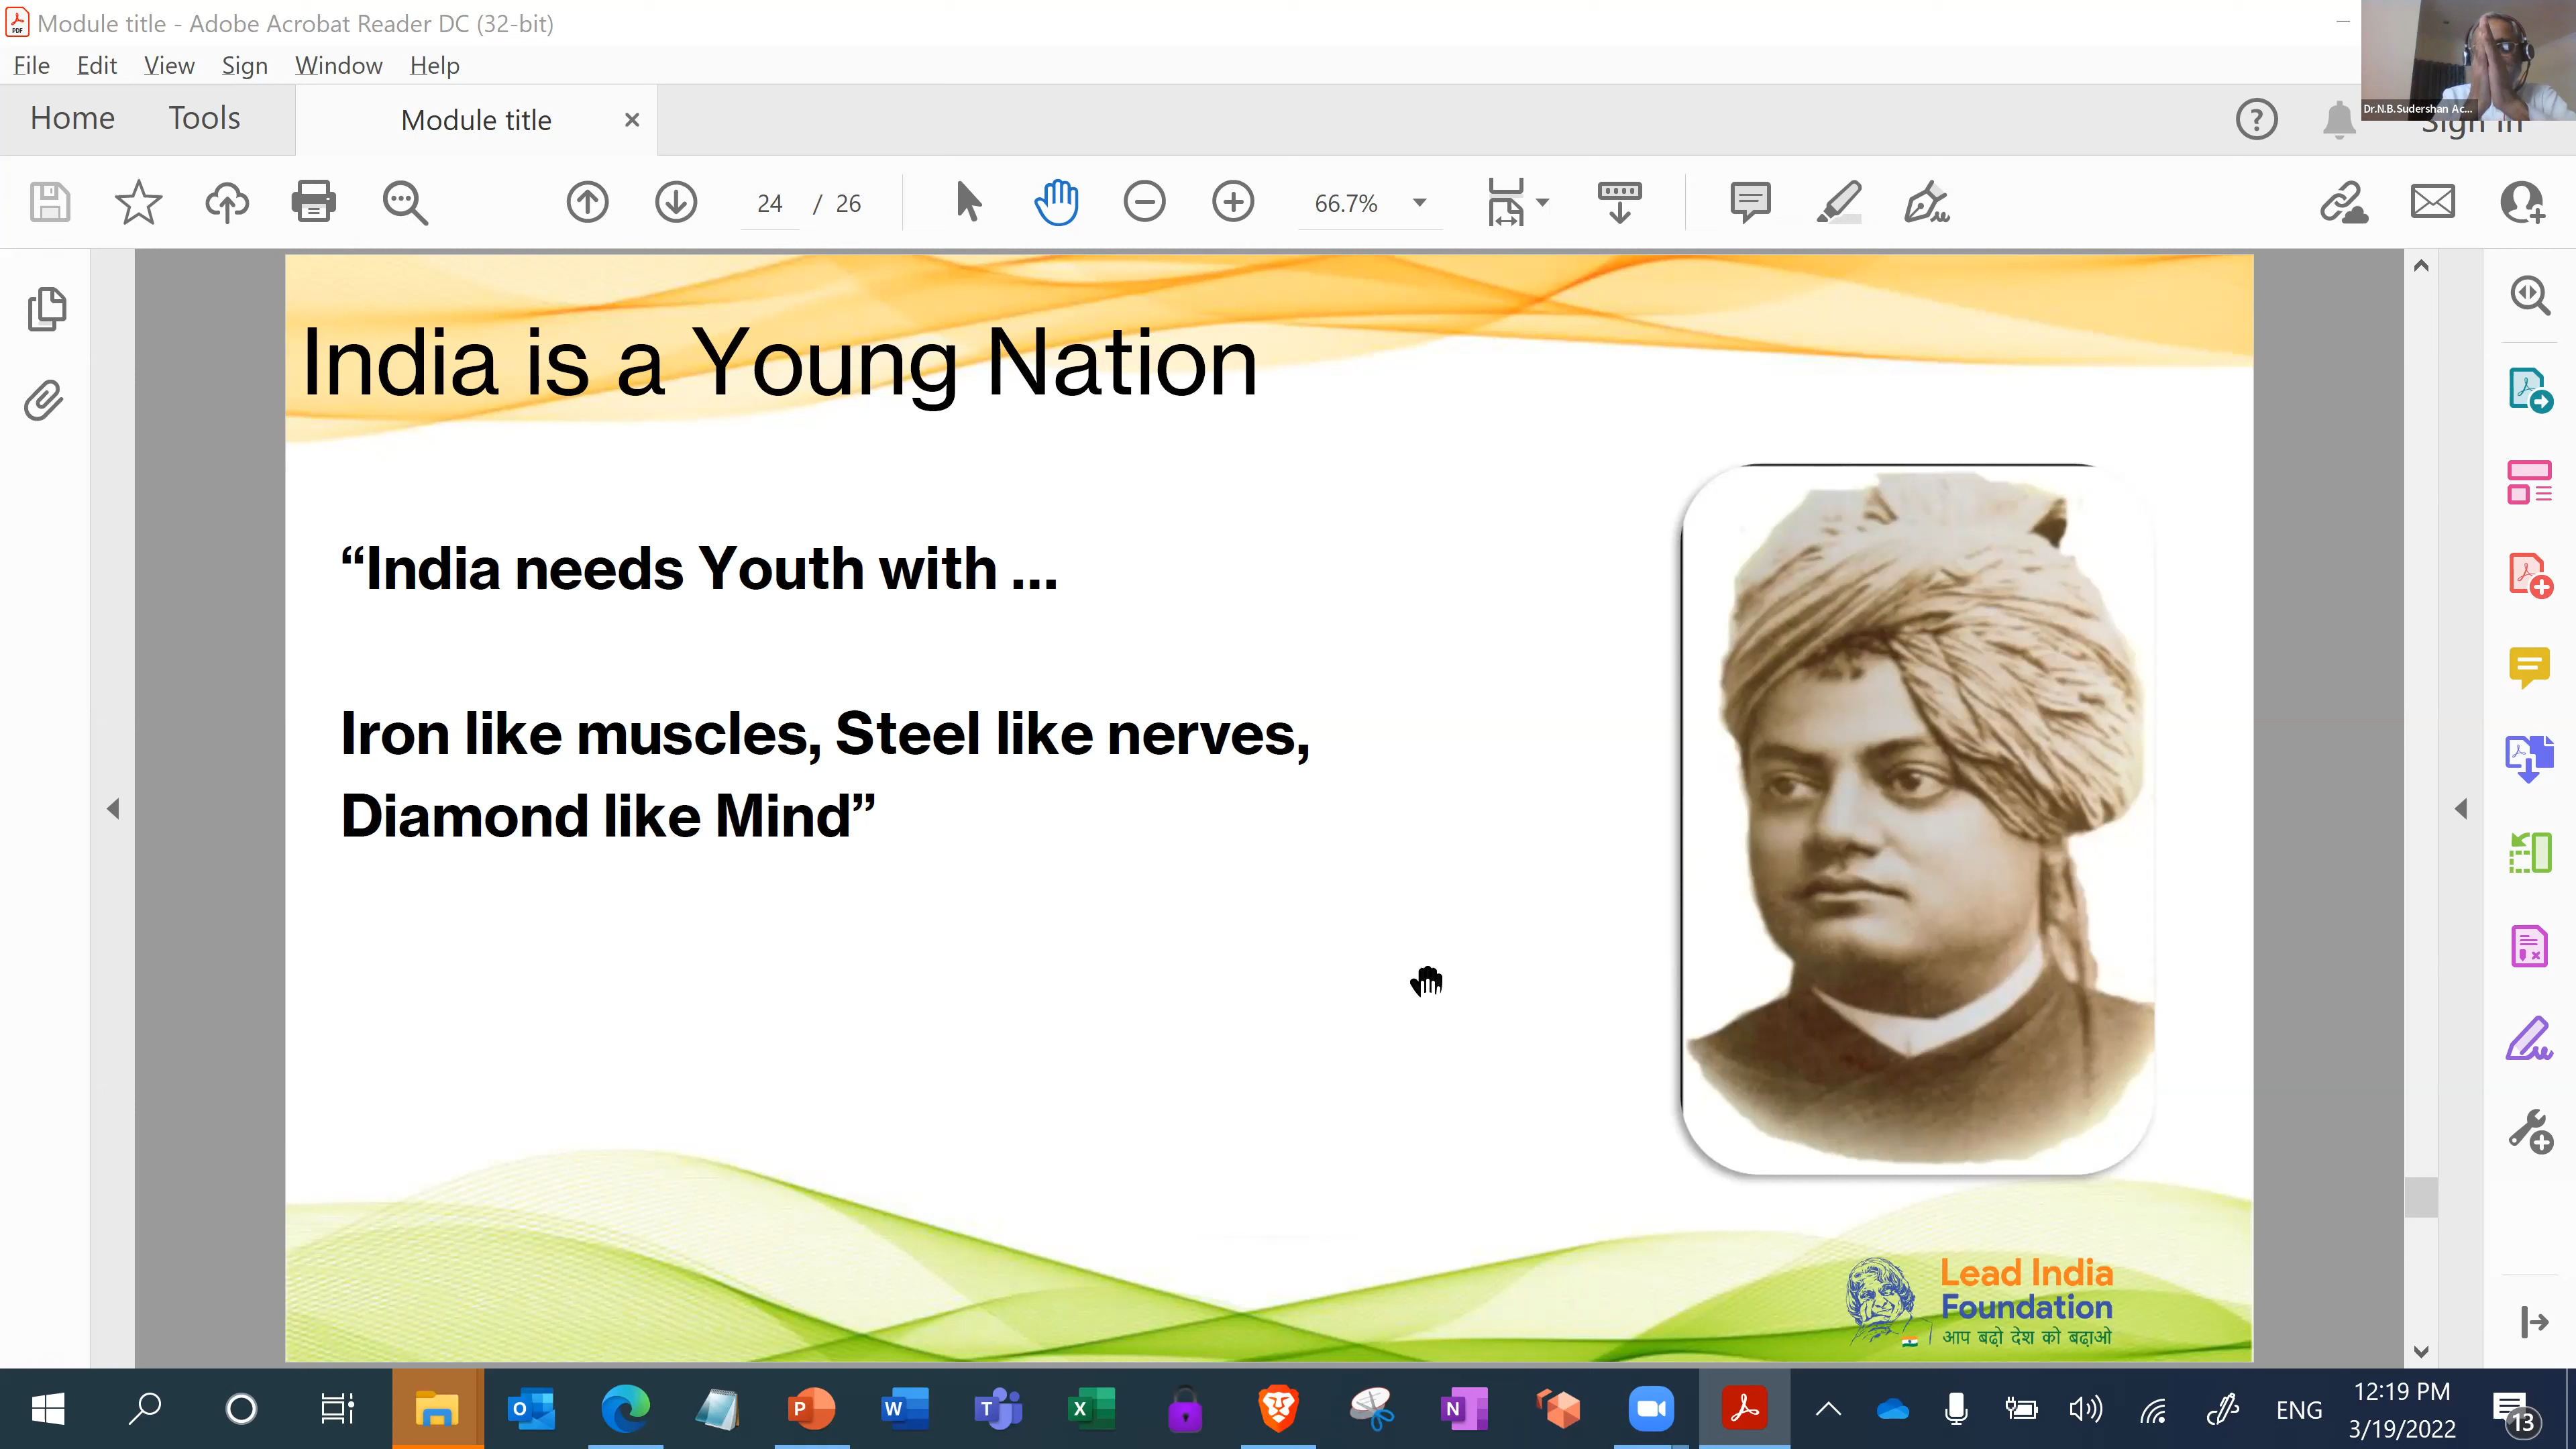 Module title - Adobe Acrobat Reader DC (32-bit)
File Edit View Sign Window Help
Dr.N.B.Sudershan Ac...
Home Tools Module title
Sign In
24 / 26 66.7%
India is a Young Nation
“India needs Youth with ...
Iron like muscles, Steel like nerves,
Diamond like Mind”
Lead India
Foundation
आप बढ़ो देश को बढ़ाओ
ENG
12:19 PM
3/19/2022
13